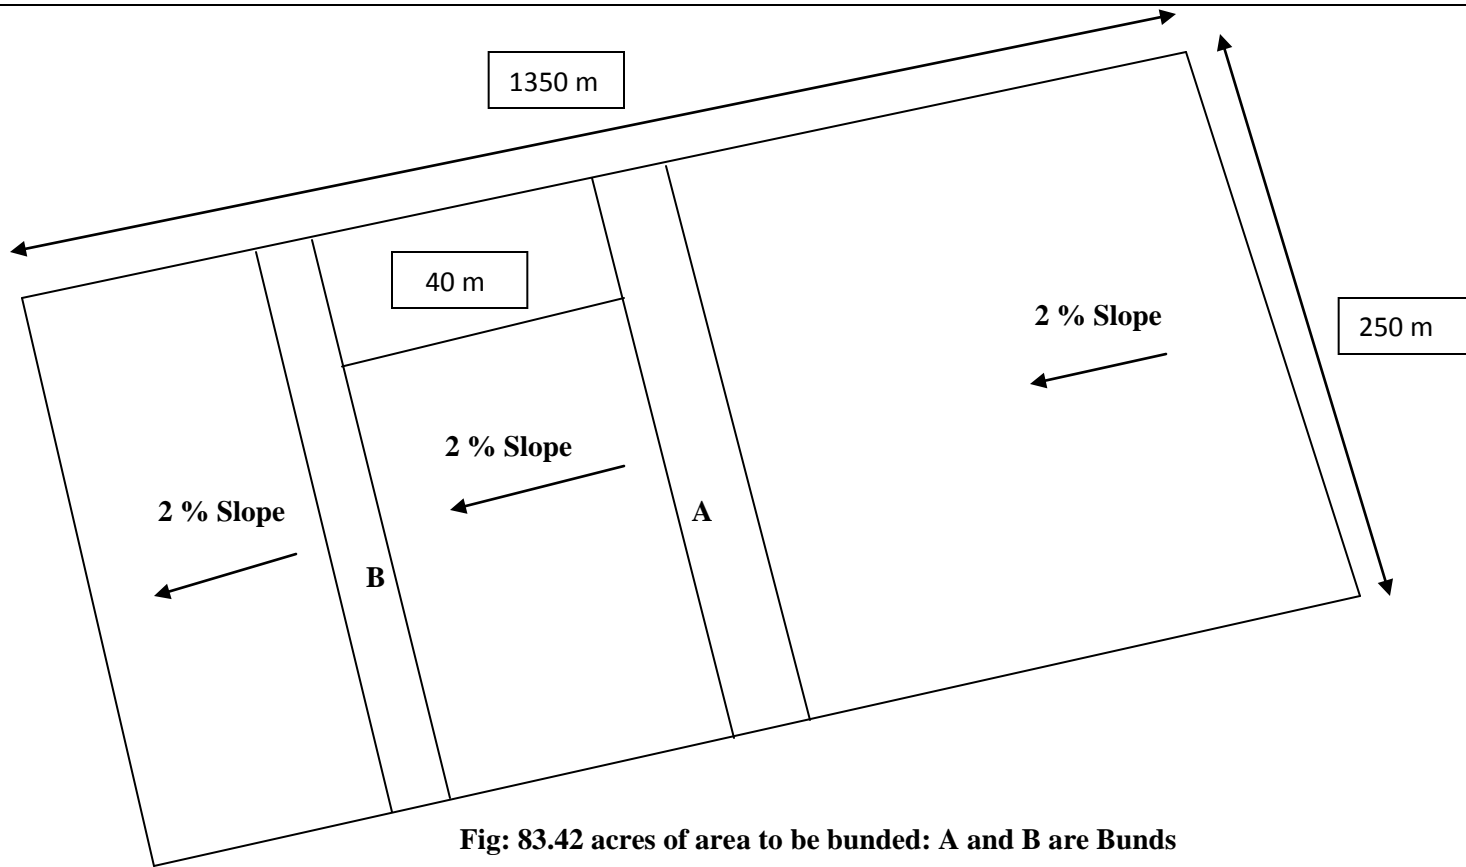 1350 m
40 m
2 % Slope
250 m
2 % Slope
2 % Slope
A
B
Fig: 83.42 acres of area to be bunded: A and B are Bunds